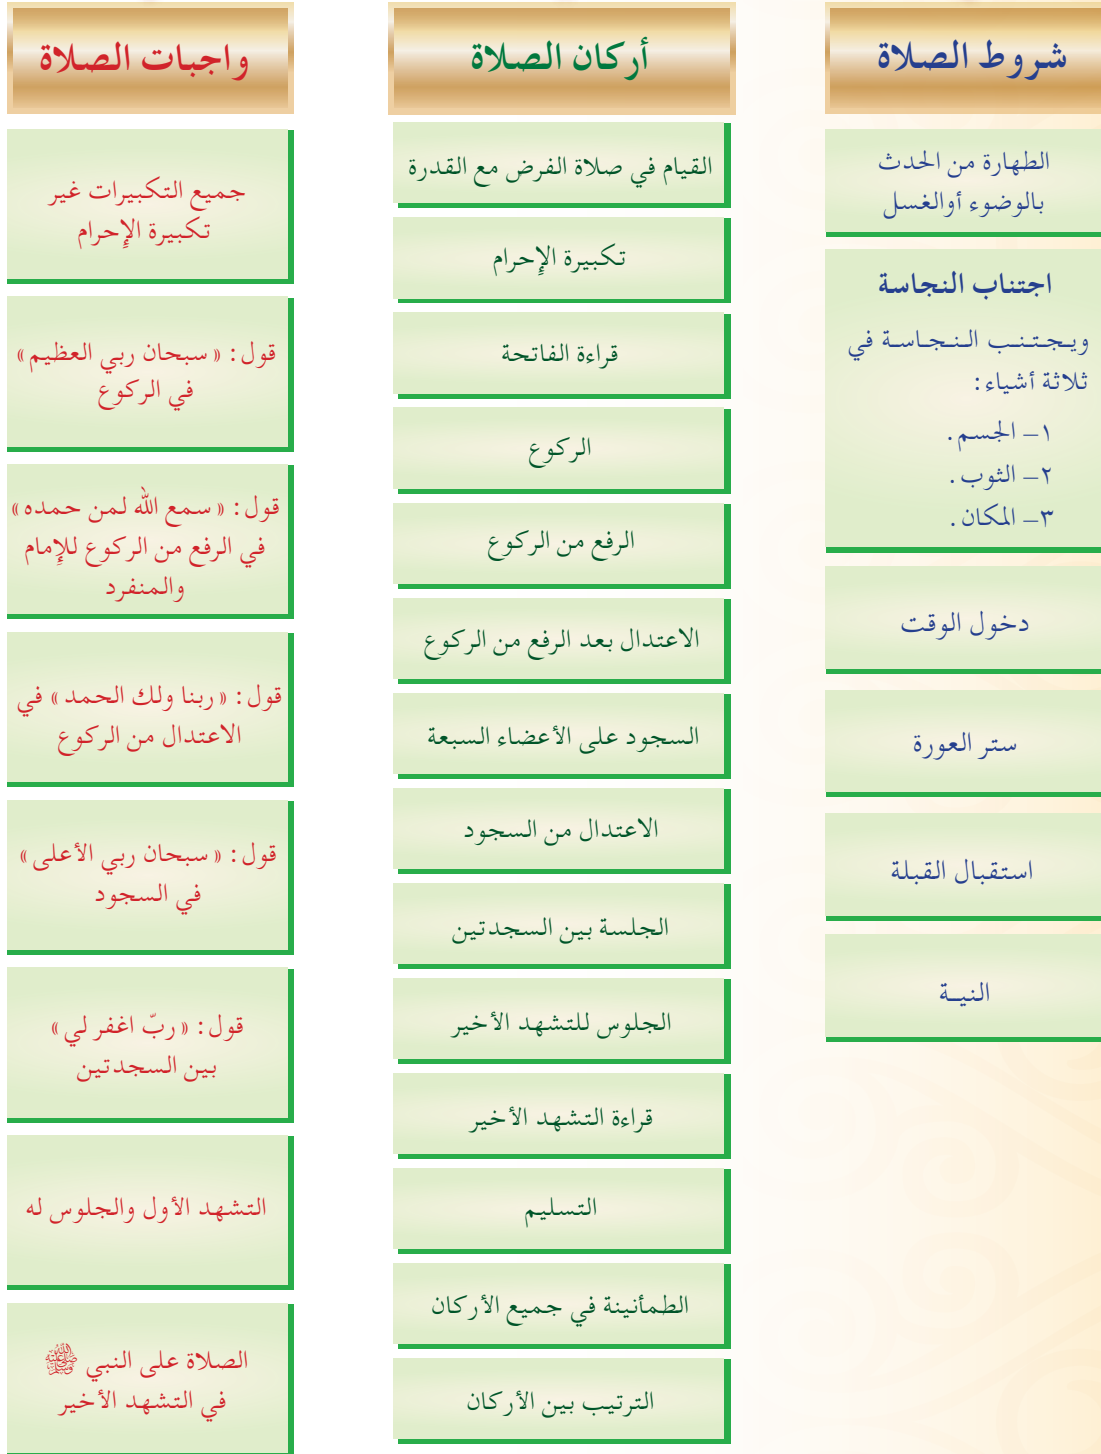 شروط الصلاة
الطهارة من الحدث
بالوضوء أوالغسل
اجتناب النجاسة
ويجتنب النجاسة في
ثلاثة أشياء:
١– الجسم.
٢– الثوب.
٣– المكان.
دخول الوقت
ستر العورة
استقبال القبلة
النية
أركان الصلاة
القيام في صلاة الفرض مع القدرة
تكبيرة الإحرام
قراءة الفاتحة
الركوع
الرفع من الركوع
الاعتدال بعد الرفع من الركوع
السجود على الأعضاء السبعة
الاعتدال من السجود
الجلسة بين السجدتين
الجلوس للتشهد الأخير
قراءة التشهد الأخير
التسليم
الطمأنينة في جميع الأركان
الترتيب بين الأركان
واجبات الصلاة
جميع التكبيرات غير
تكبيرة الإحرام
قول: «سبحان ربي العظيم»
في الركوع
قول: «سمع الله لمن حمده»
في الرفع من الركوع للإمام
والمنفرد
قول: «ربنا ولك الحمد» في
الاعتدال من الركوع
قول: «سبحان ربي الأعلى»
في السجود
قول: «ربّ اغفر لي»
بين السجدتين
التشهد الأول والجلوس له
الصلاة على النبي ﷺ
في التشهد الأخير